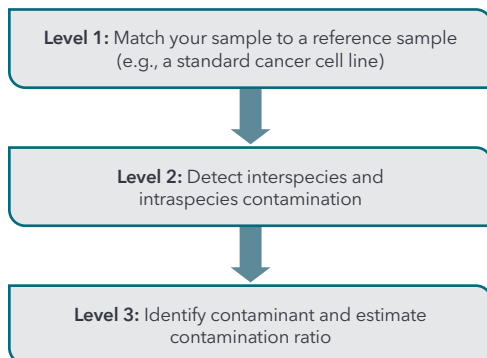 Level 1: Match your sample to a reference sample
(e.g., a standard cancer cell line)
Level 2: Detect interspecies and
intraspecies contamination
Level 3: Identify contaminant and estimate
contamination ratio